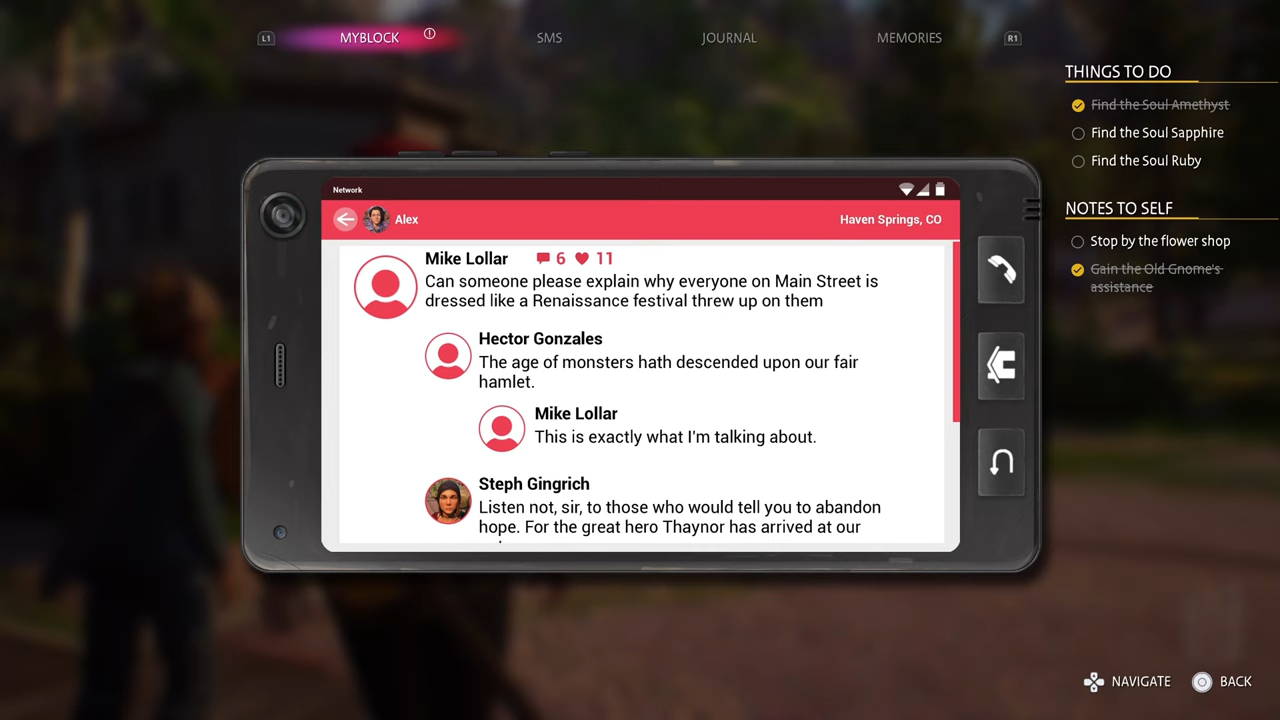 L1
MYBLOCK
SMS
JOURNAL
MEMORIES
R1
THINGS TO DO
Find the Soul Amethyst
Find the Soul Sapphire
Find the Soul Ruby
NOTES TO SELF
Stop by the flower shop
Gain the Old Gnome's
assistance
Network
Alex
Haven Springs, CO
Mike Lollar 6 11
Can someone please explain why everyone on Main Street is
dressed like a Renaissance festival threw up on them
Hector Gonzales
The age of monsters hath descended upon our fair
hamlet.
Mike Lollar
This is exactly what I'm talking about.
Steph Gingrich
Listen not, sir, to those who would tell you to abandon
hope. For the great hero Thaynor has arrived at our
NAVIGATE
BACK